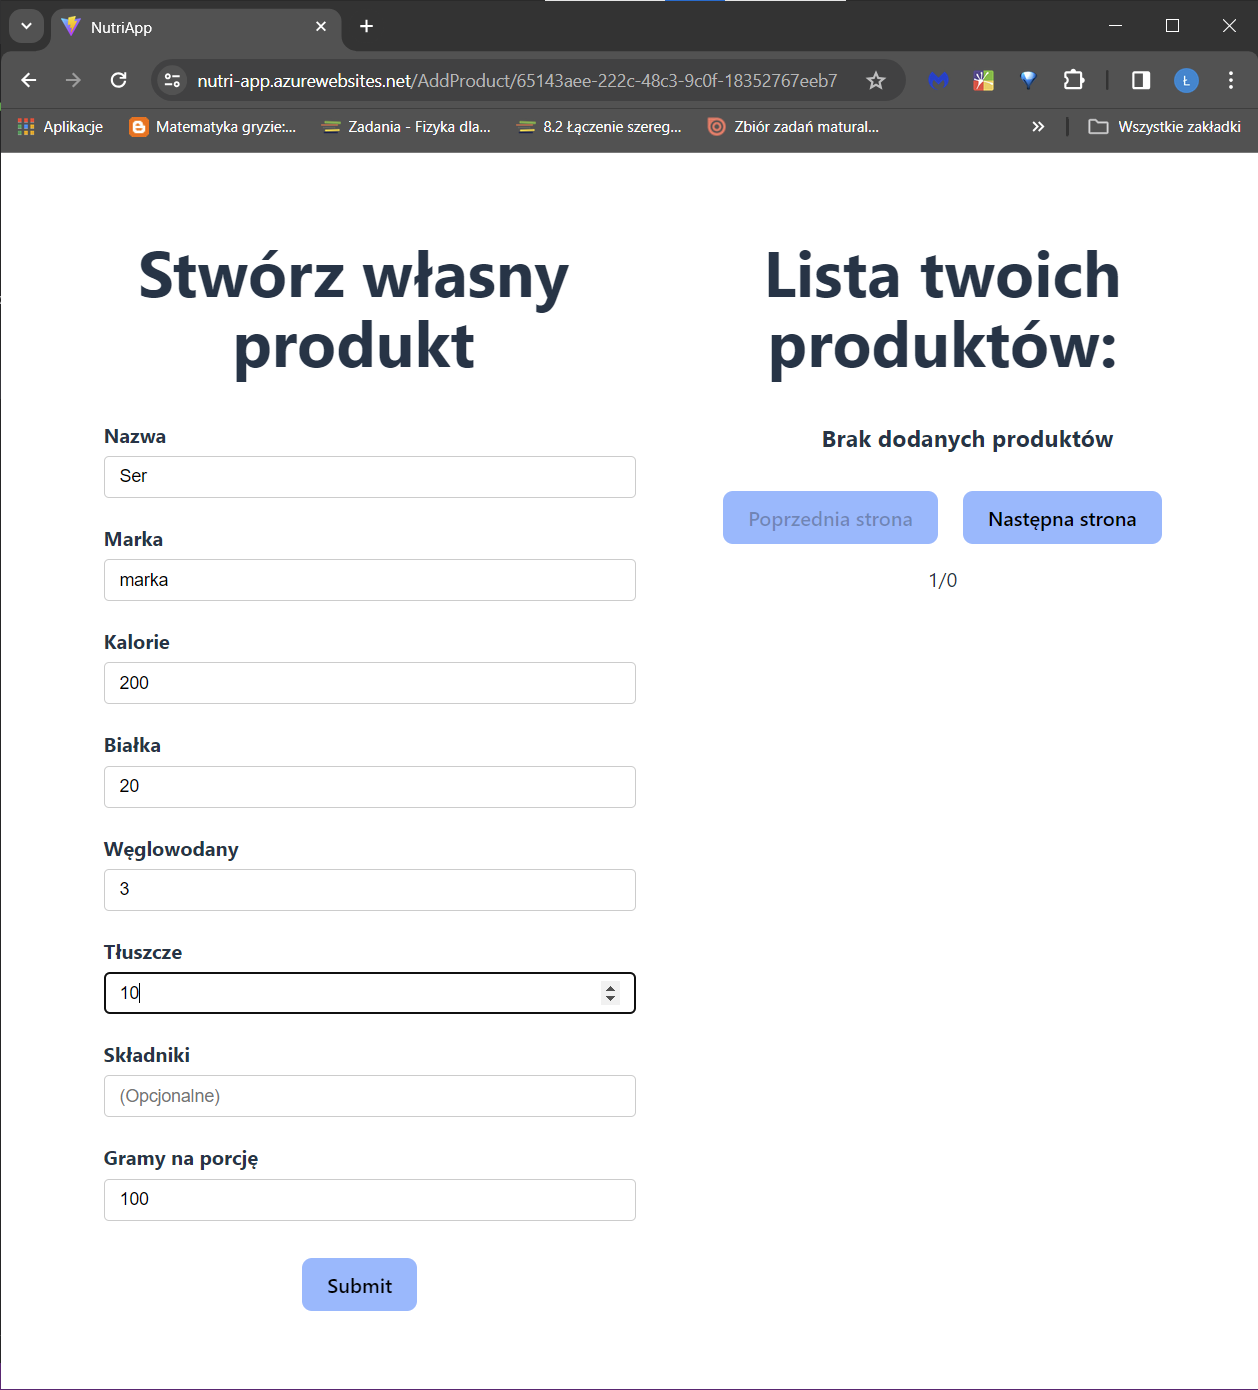 NutriApp
nutri-app.azurewebsites.net/AddProduct/65143aee-222c-48c3-9c0f-18352767eeb7
Ł
Aplikacje
Matematyka gryzie:...
Zadania - Fizyka dla...
8.2 Łączenie szereg...
Zbiór zadań matural...
Wszystkie zakładki
Stwórz własny
produkt
Nazwa
Ser
Marka
marka
Kalorie
200
Białka
20
Węglowodany
3
Tłuszcze
10
Składniki
(Opcjonalne)
Gramy na porcję
100
Submit
Lista twoich
produktów:
Brak dodanych produktów
Poprzednia strona
Następna strona
1/0